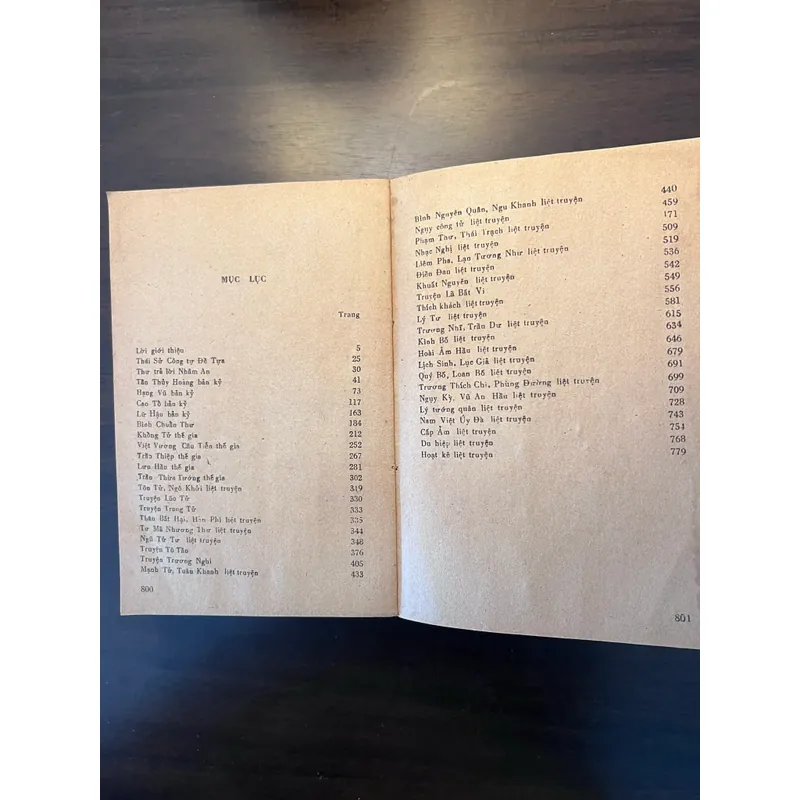 MỤC LỤC
Trang
Lời giới thiệu 5
Thái Sử Công tự Đề Tựa 25
Thư trả lời Nhâm An 30
Tần Thủy Hoàng bản kỷ 41
Hạng Vũ bản kỷ 73
Cao Tổ bản kỷ 117
Lữ Hậu bản kỷ 163
Bình Chuẩn Thư 184
Khổng Tử thế gia 212
Việt Vương Câu Tiễn thế gia 252
Trần Thiệp thế gia 267
Lưu Hầu thế gia 281
Trần Thừa Tướng thế gia 302
Tôn Tử, Ngô Khởi liệt truyện 319
Truyện Lão Tử 330
Truyện Trang Tử 333
Thân Bất Hại, Hàn Phi liệt truyện 335
Tư Mã Nhương Thư liệt truyện 344
Ngũ Tử Tư liệt truyện 348
Truyện Tô Tần 376
Truyện Trương Nghi 405
Mạnh Tử, Tuân Khanh liệt truyện 433
800
Bình Nguyên Quân, Ngu Khanh liệt truyện 440
Ngụy công tử liệt truyện 459
Phạm Thư, Thái Trạch liệt truyện 171
Nhạc Nghị liệt truyện 509
Liêm Pha, Lạn Tương Như liệt truyện 519
Điền Đan liệt truyện 536
Khuất Nguyên liệt truyện 542
Truyện Lã Bất Vi 549
Thích khách liệt truyện 556
Lý Tư liệt truyện 581
Trương Nhĩ, Trần Dư liệt truyện 615
Kình Bố liệt truyện 634
Hoài Âm Hầu liệt truyện 646
Lịch Sinh, Lục Giả liệt truyện 679
Quý Bố, Loan Bố liệt truyện 691
Trương Thích Chi, Phùng Đường liệt truyện 699
Ngụy Kỳ, Vũ An Hầu liệt truyện 709
Lý tướng quân liệt truyện 728
Nam Việt Úy Đà liệt truyện 743
Cấp Ẩm liệt truyện 754
Du hiệp liệt truyện 768
Hoạt kê liệt truyện 779
801